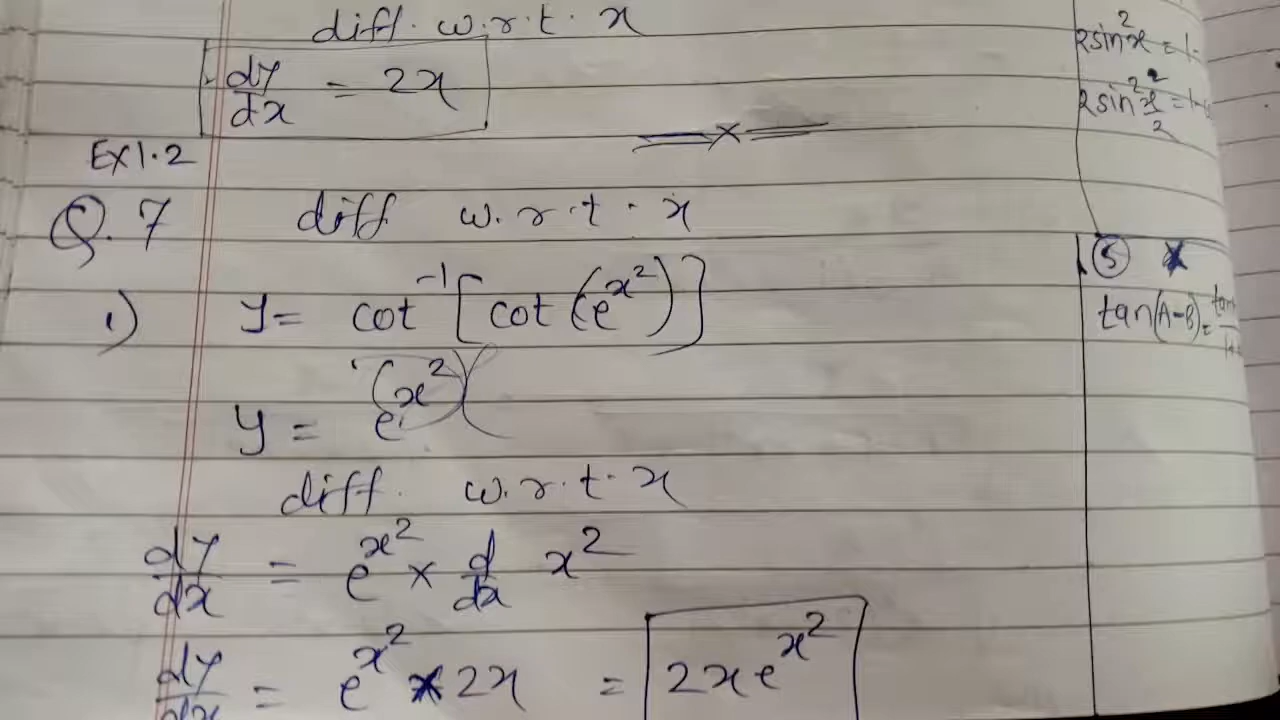 diff. w.r.t. x
dy/dx = 2x
Ex 1.2
Q. 7 diff w.r.t. x
1) y = cot⁻¹[cot(e^x²)]
y = e^(x²)
diff. w.r.t. x
dy/dx = e^x² × d/dx x²
dy/dx = e^x² × 2x = 2xe^x²
2sin²x = 1-
2sin²x/2 = 1-
⑤
tan(A-B) =